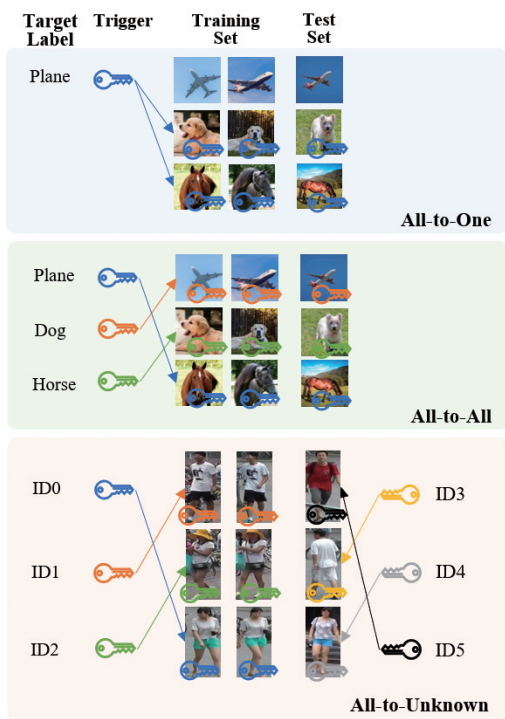 Target Label
Trigger
Training Set
Test Set
Plane
All-to-One
Plane
Dog
Horse
All-to-All
ID0
ID3
ID1
ID4
ID2
ID5
All-to-Unknown